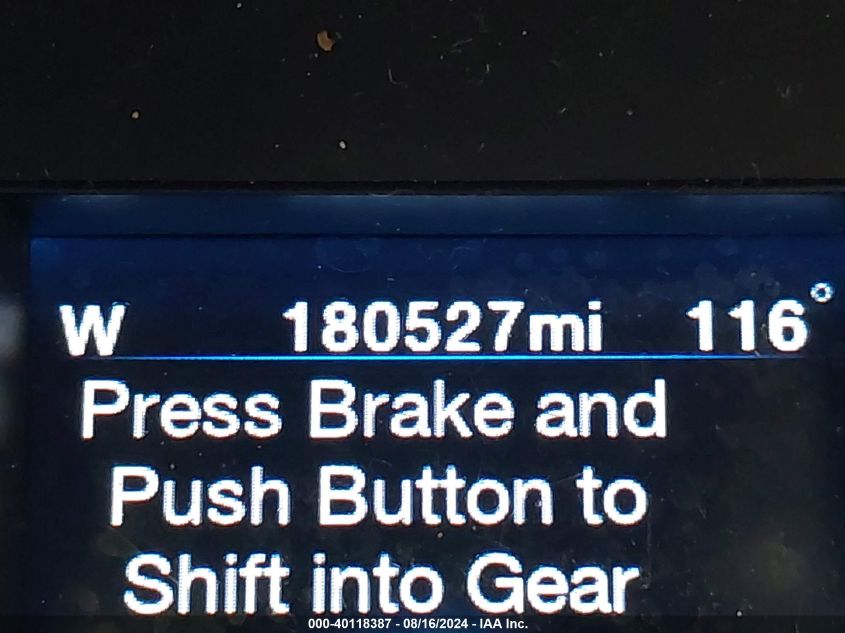 W 180527mi 116°
Press Brake and
Push Button to
Shift into Gear
000-40118387 - 08/16/2024 - IAA Inc.